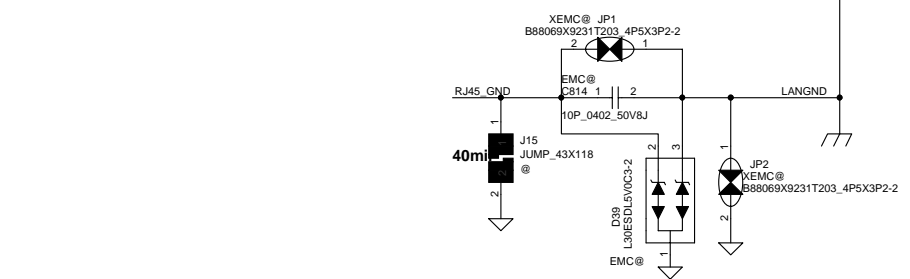 XEMC@ JP1
B88069X9231T203_4P5X3P2-2
2 1
EMC@
RJ45_GND C814 1 2 LANGND
10P_0402_50V8J
1
J15
40mil JUMP_43X118
@
1
2
2
2
3
D39
L30ESDL5V0C3-2
1
EMC@
1
JP2
XEMC@
B88069X9231T203_4P5X3P2-2
2